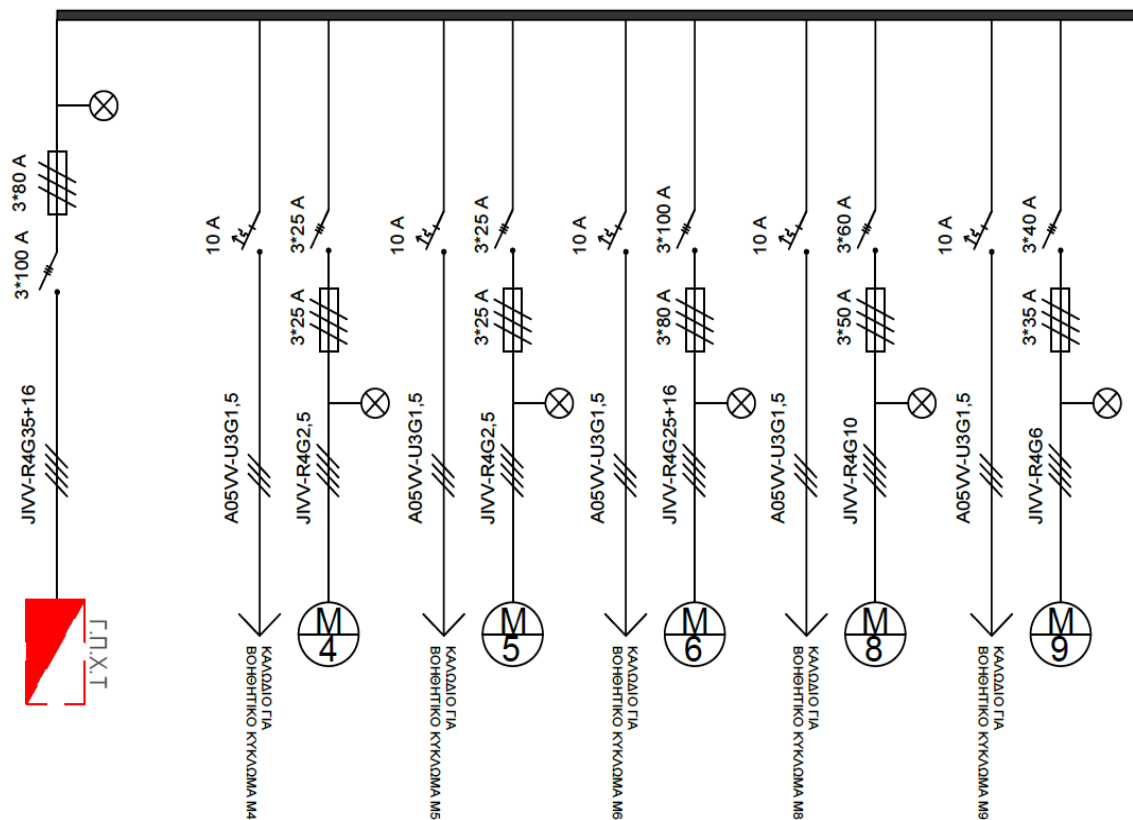 3*80 A
3*100 A
JIVV-R4G35+16
Γ.Π.Χ.Τ
10 A
A05VV-U3G1,5
ΚΑΛΩΔΙΟ ΓΙΑ
ΒΟΗΘΗΤΙΚΟ ΚΥΚΛΩΜΑ Μ4
3*25 A
3*25 A
JIVV-R4G2,5
M
4
10 A
A05VV-U3G1,5
ΚΑΛΩΔΙΟ ΓΙΑ
ΒΟΗΘΗΤΙΚΟ ΚΥΚΛΩΜΑ Μ5
3*25 A
3*25 A
JIVV-R4G2,5
M
5
10 A
A05VV-U3G1,5
ΚΑΛΩΔΙΟ ΓΙΑ
ΒΟΗΘΗΤΙΚΟ ΚΥΚΛΩΜΑ Μ6
3*100 A
3*80 A
JIVV-R4G25+16
M
6
10 A
A05VV-U3G1,5
ΚΑΛΩΔΙΟ ΓΙΑ
ΒΟΗΘΗΤΙΚΟ ΚΥΚΛΩΜΑ Μ8
3*60 A
3*50 A
JIVV-R4G10
M
8
10 A
A05VV-U3G1,5
ΚΑΛΩΔΙΟ ΓΙΑ
ΒΟΗΘΗΤΙΚΟ ΚΥΚΛΩΜΑ Μ9
3*40 A
3*35 A
JIVV-R4G6
M
9